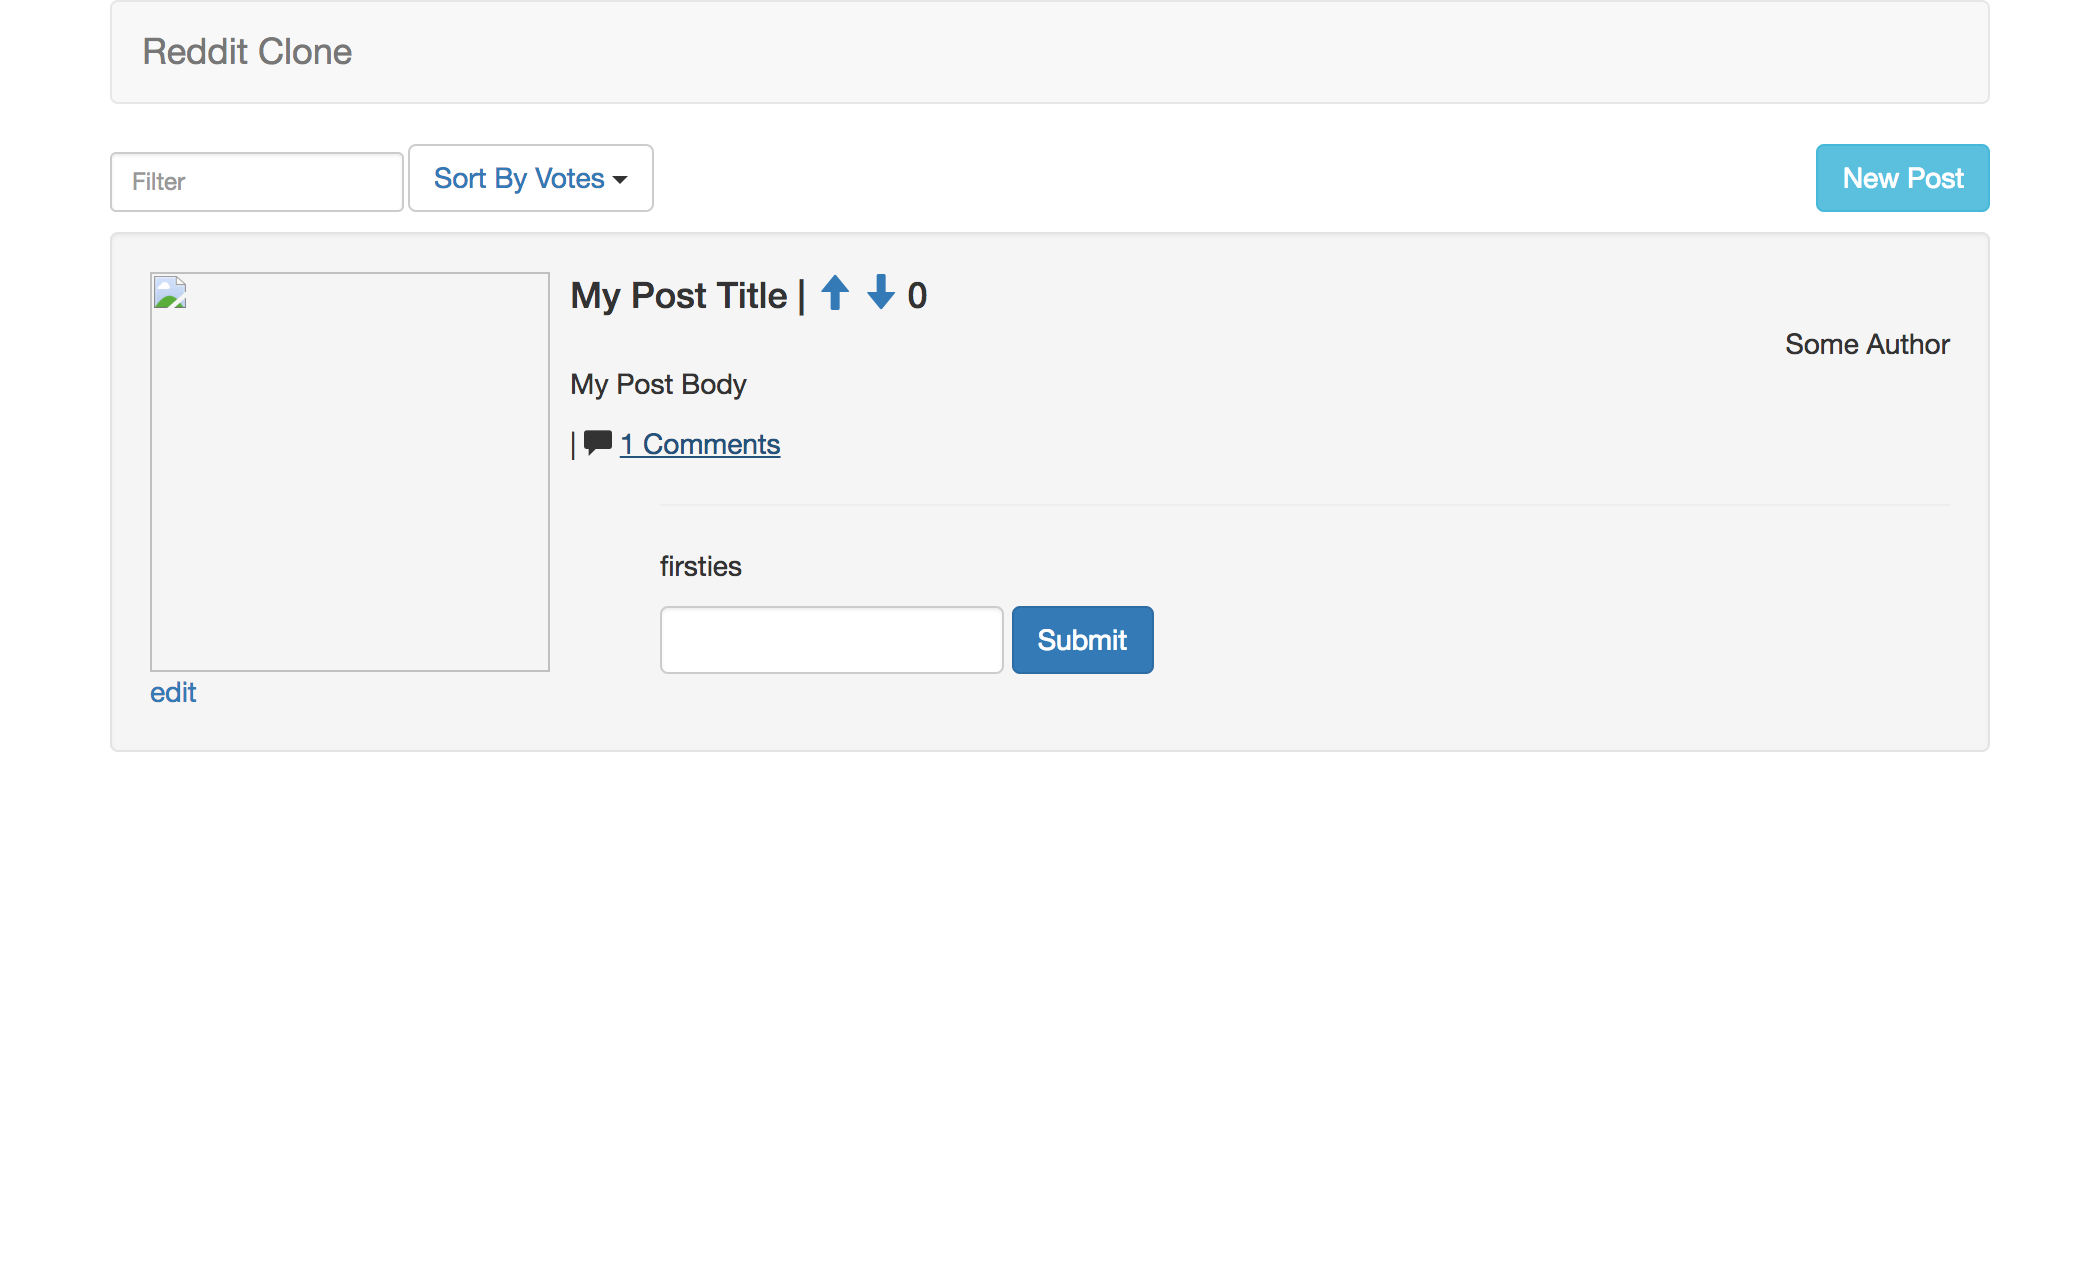 Reddit Clone
Filter
Sort By Votes
New Post
My Post Title | 0
Some Author
My Post Body
| 1 Comments
firsties
Submit
edit